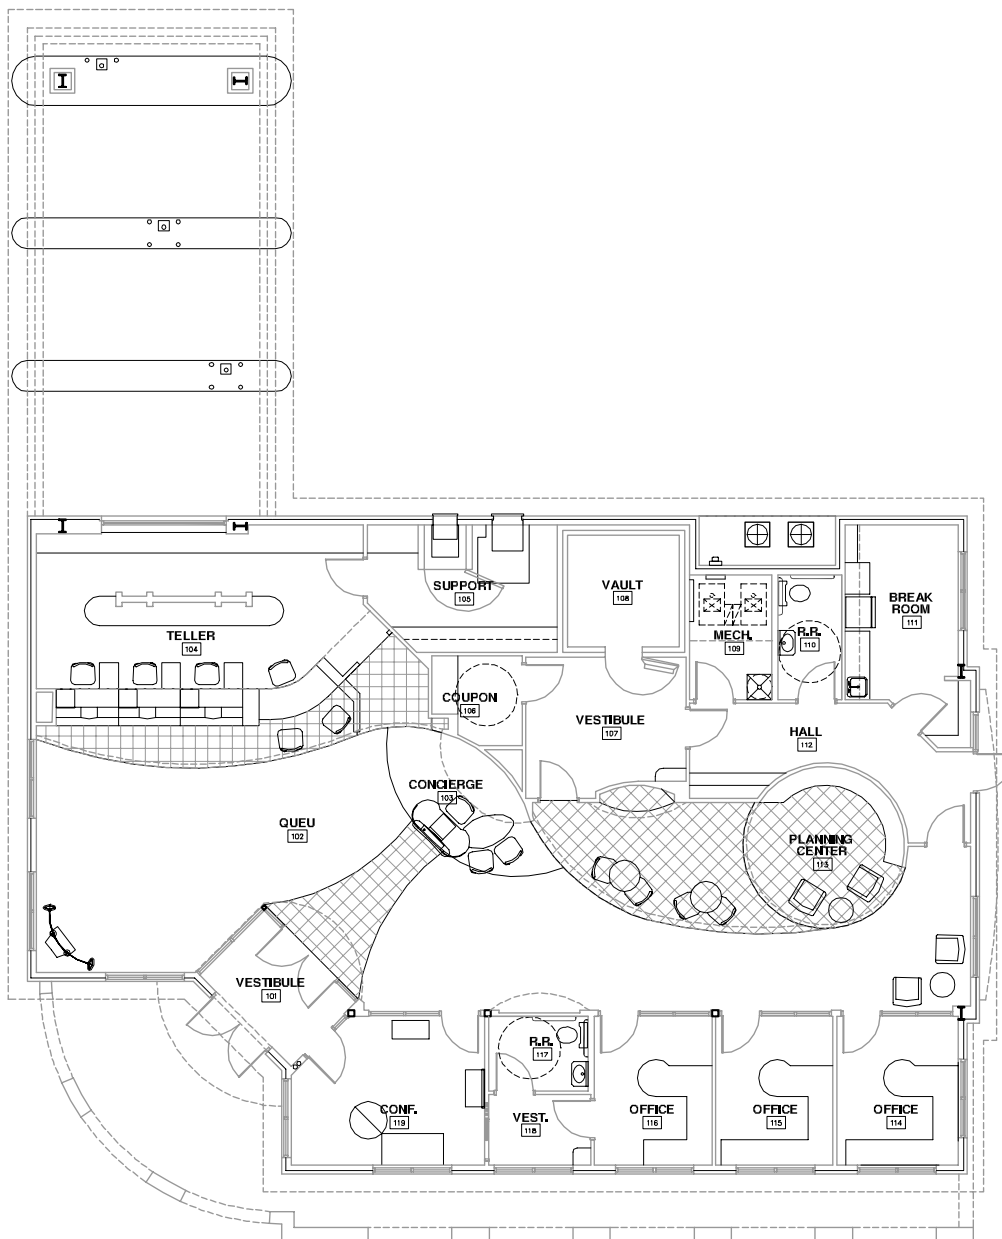 SUPPORT
105
VAULT
108
BREAK
ROOM
111
TELLER
104
MECH.
109
R.R.
110
COUPON
106
VESTIBULE
107
HALL
112
CONCIERGE
103
QUEU
102
PLANNING
CENTER
113
VESTIBULE
101
R.R.
117
CONF.
119
VEST.
118
OFFICE
116
OFFICE
115
OFFICE
114